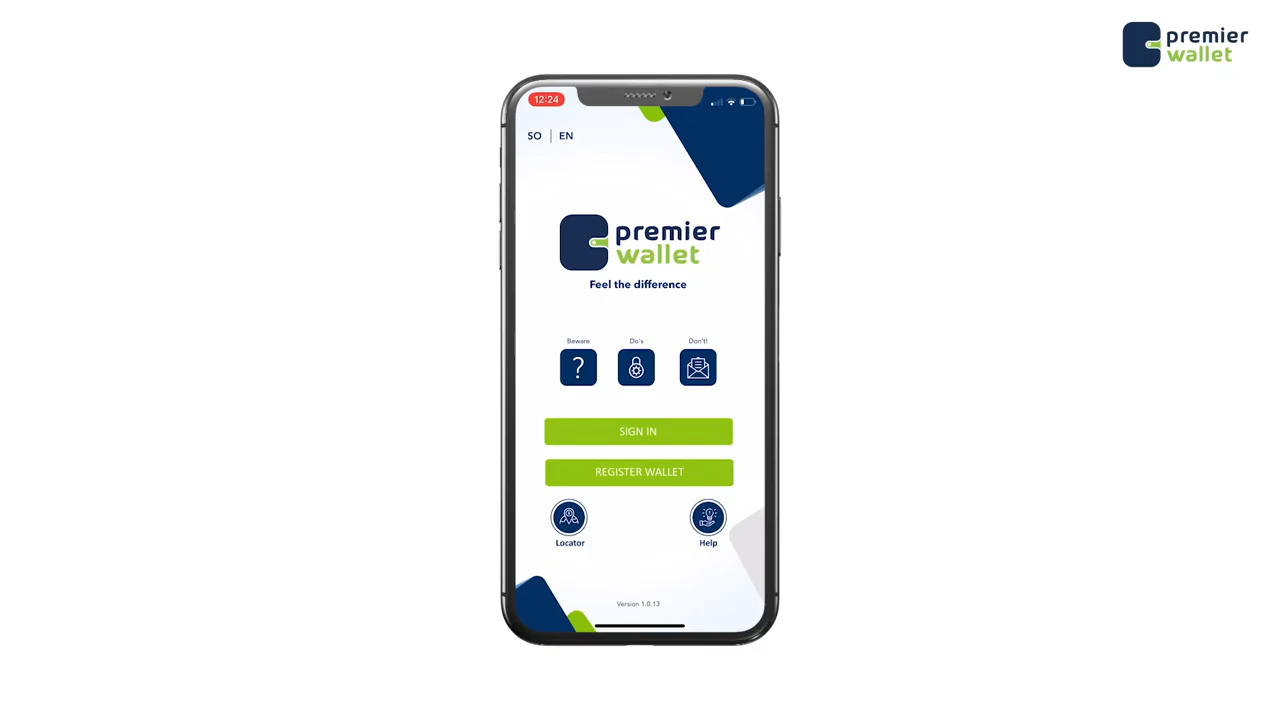 premier
wallet
12:24
SO | EN
premier
wallet
Feel the difference
Beware
Do's
Don't!
?
SIGN IN
REGISTER WALLET
Locator
Help
Version 1.0.13